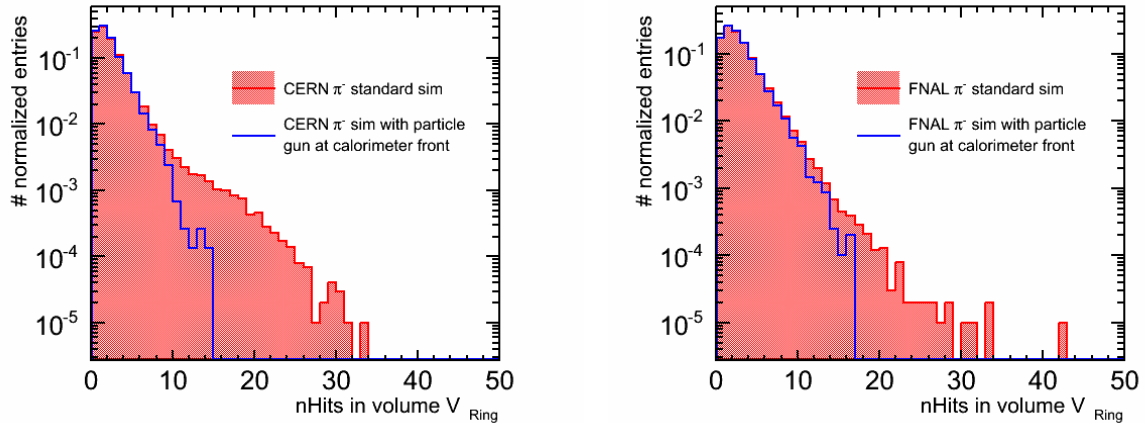 # normalized entries
10⁻¹
10⁻²
10⁻³
10⁻⁴
10⁻⁵
CERN π⁻ standard sim
CERN π⁻ sim with particle
gun at calorimeter front
0 10 20 30 40 50
nHits in volume V Ring
# normalized entries
10⁻¹
10⁻²
10⁻³
10⁻⁴
10⁻⁵
FNAL π⁻ standard sim
FNAL π⁻ sim with particle
gun at calorimeter front
0 10 20 30 40 50
nHits in volume V Ring